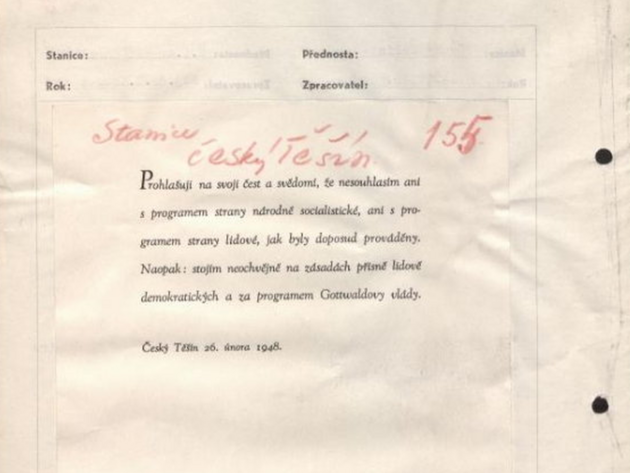 Stanice: Přednosta:
Rok: Zpracovatel:
Stanice 155
Český Těšín
Prohlašuji na svoji čest a svědomí, že nesouhlasím ani
s programem strany národně socialistické, ani s pro-
gramem strany lidové, jak byly doposud prováděny.
Naopak: stojím neochvějně na zásadách přísně lidově
demokratických a za programem Gottwaldovy vlády.
Český Těšín 26. února 1948.